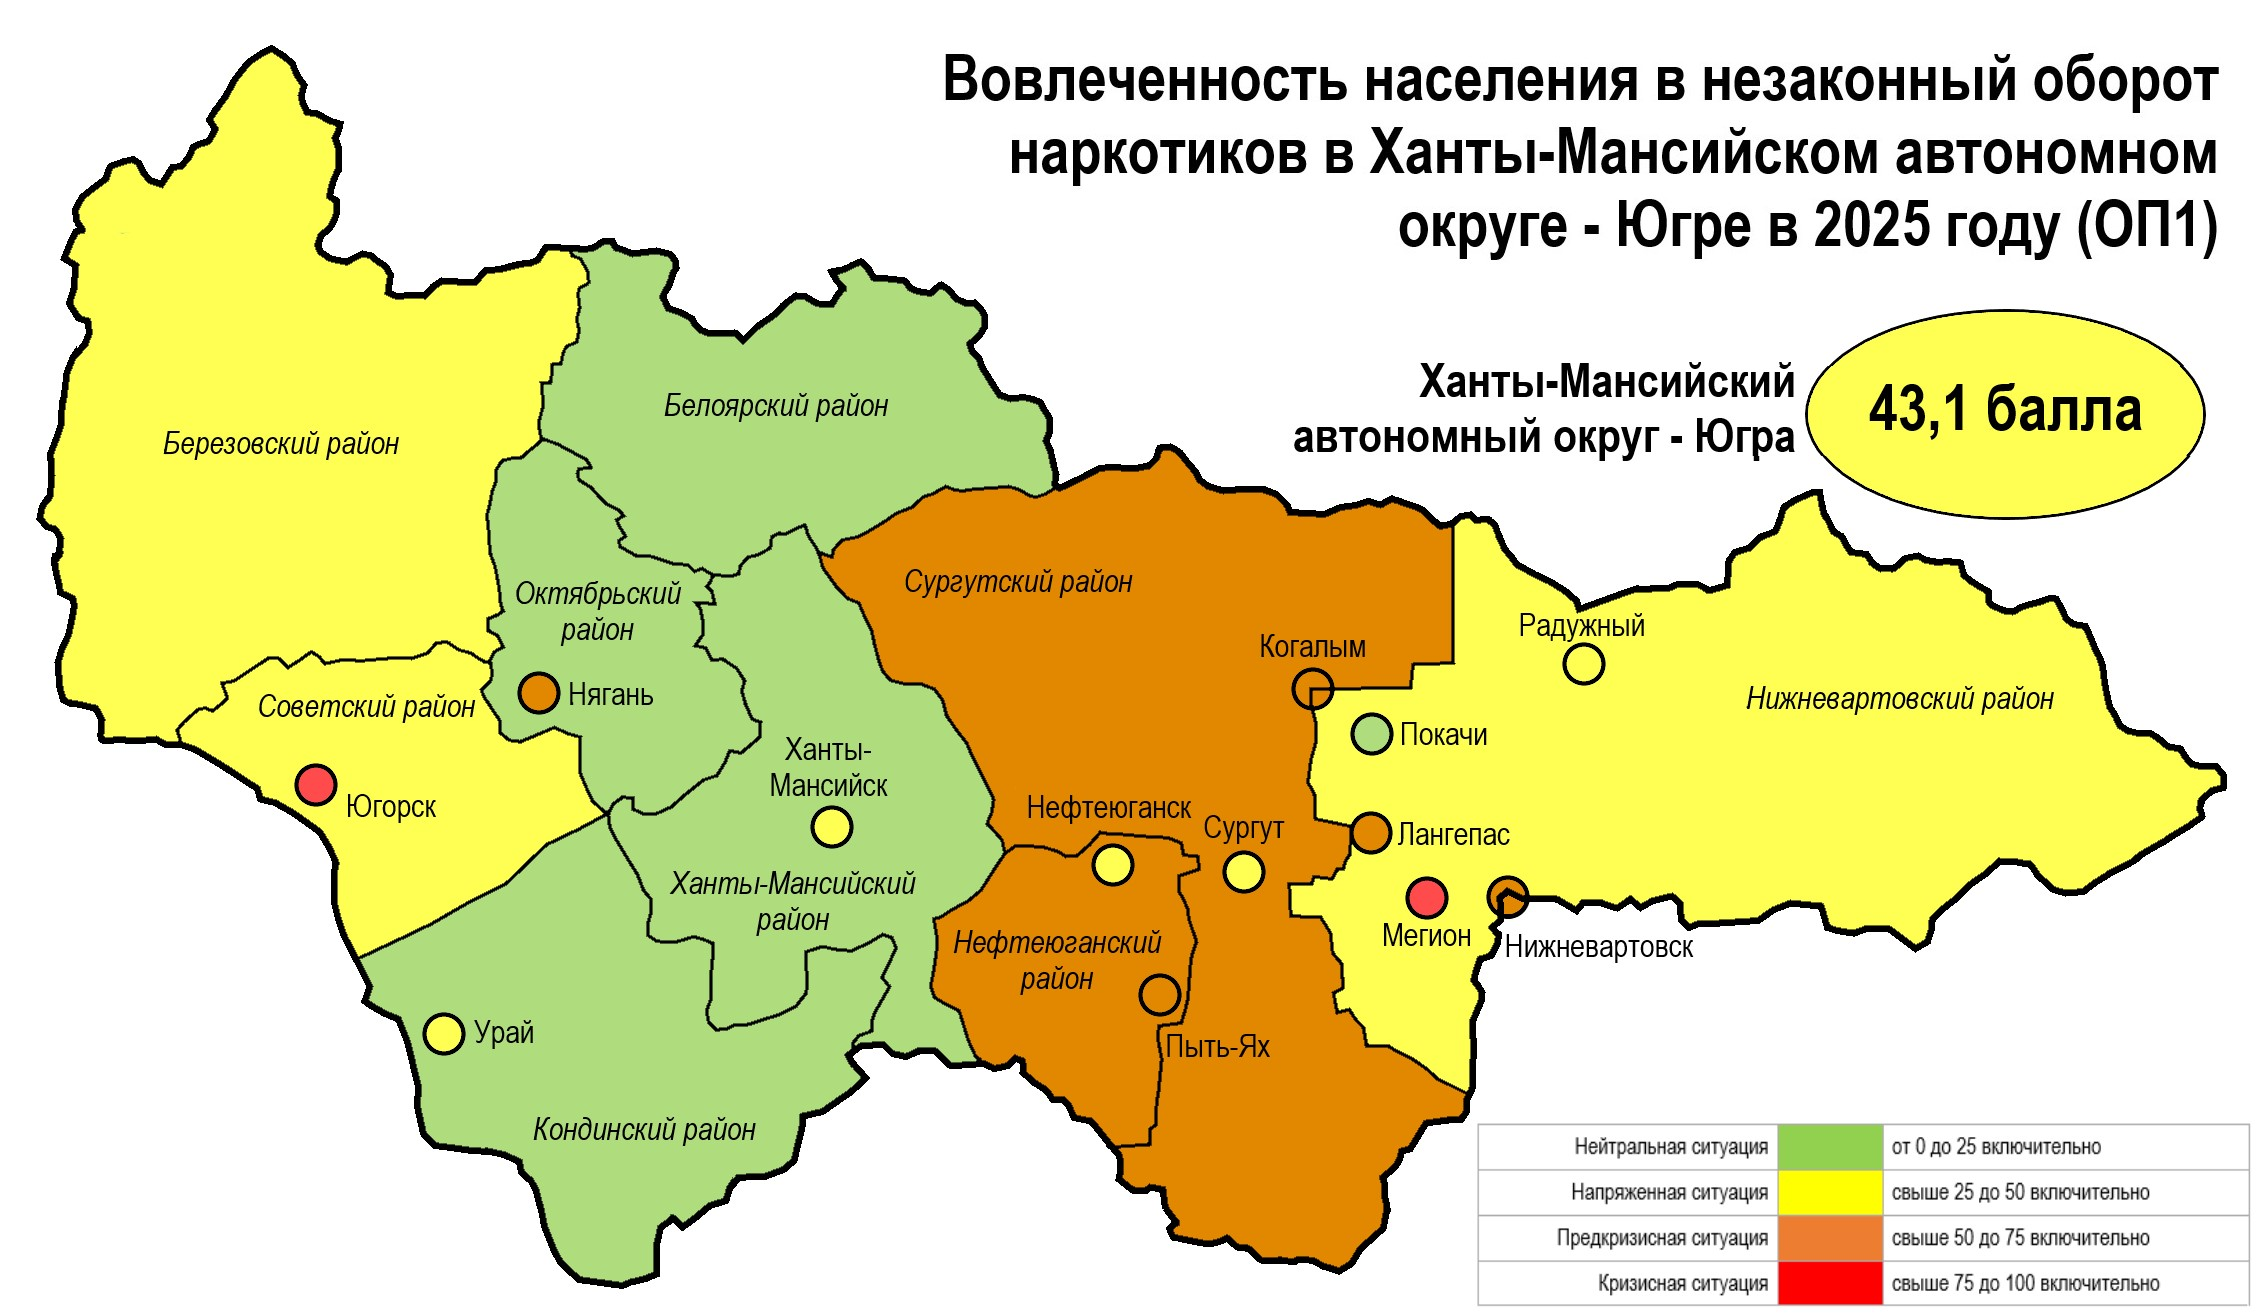 Вовлеченность населения в незаконный оборот
наркотиков в Ханты-Мансийском автономном
округе - Югре в 2025 году (ОП1)
Ханты-Мансийский
автономный округ - Югра
43,1 балла
Березовский район
Белоярский район
Октябрьский
район
Сургутский район
Радужный
Когалым
Нижневартовский район
Советский район
Нягань
Покачи
Югорск
Ханты-
Мансийск
Нефтеюганск
Сургут
Лангепас
Ханты-Мансийский
район
Нефтеюганский
район
Мегион
Нижневартовск
Урай
Пыть-Ях
Кондинский район
Нейтральная ситуация от 0 до 25 включительно
Напряженная ситуация свыше 25 до 50 включительно
Предкризисная ситуация свыше 50 до 75 включительно
Кризисная ситуация свыше 75 до 100 включительно